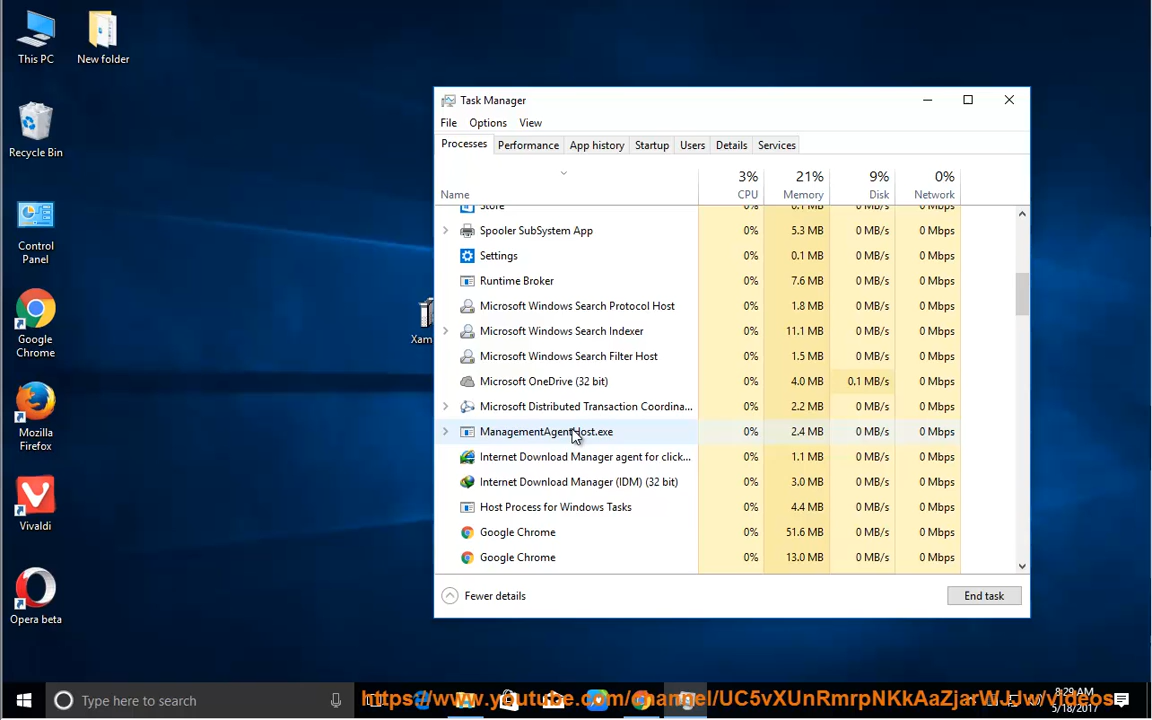 This PC
New folder
Recycle Bin
Control
Panel
Google
Chrome
Mozilla
Firefox
Vivaldi
Opera beta
Xam
Task Manager
File Options View
Processes Performance App history Startup Users Details Services
3% 21% 9% 0%
Name CPU Memory Disk Network
Store 0% 0.1 MB 0 MB/s 0 Mbps
Spooler SubSystem App 0% 5.3 MB 0 MB/s 0 Mbps
Settings 0% 0.1 MB 0 MB/s 0 Mbps
Runtime Broker 0% 7.6 MB 0 MB/s 0 Mbps
Microsoft Windows Search Protocol Host 0% 1.8 MB 0 MB/s 0 Mbps
Microsoft Windows Search Indexer 0% 11.1 MB 0 MB/s 0 Mbps
Microsoft Windows Search Filter Host 0% 1.5 MB 0 MB/s 0 Mbps
Microsoft OneDrive (32 bit) 0% 4.0 MB 0.1 MB/s 0 Mbps
Microsoft Distributed Transaction Coordina... 0% 2.2 MB 0 MB/s 0 Mbps
ManagementAgentHost.exe 0% 2.4 MB 0 MB/s 0 Mbps
Internet Download Manager agent for click... 0% 1.1 MB 0 MB/s 0 Mbps
Internet Download Manager (IDM) (32 bit) 0% 3.0 MB 0 MB/s 0 Mbps
Host Process for Windows Tasks 0% 4.4 MB 0 MB/s 0 Mbps
Google Chrome 0% 51.6 MB 0 MB/s 0 Mbps
Google Chrome 0% 13.0 MB 0 MB/s 0 Mbps
Fewer details End task
Type here to search
https://www.youtube.com/channel/UC5vXUnRmrpNKkAaZjarWJvw/videos
8:29 AM
5/18/2017